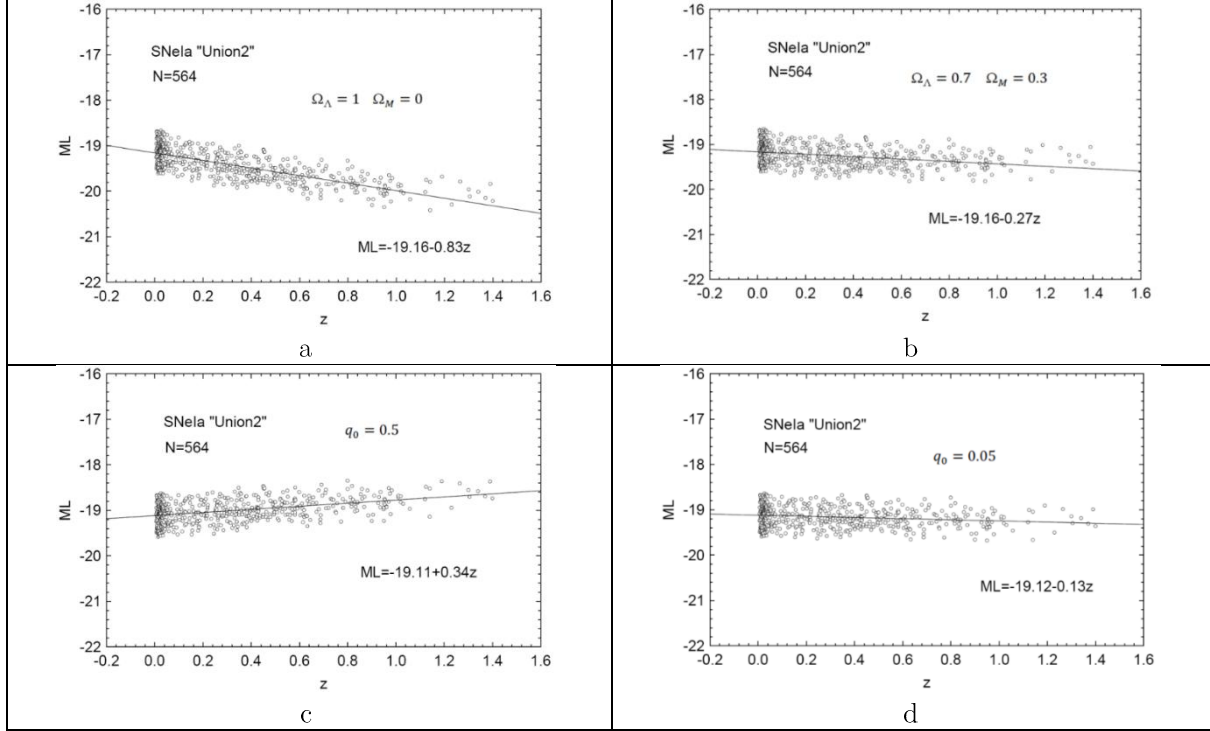 -16
-17
-18
-19
-20
-21
-22
ML
SNeIa "Union2"
N=564
Ω_Λ = 1 Ω_M = 0
ML=-19.16-0.83z
-0.2 0.0 0.2 0.4 0.6 0.8 1.0 1.2 1.4 1.6
z
a
-16
-17
-18
-19
-20
-21
-22
ML
SNeIa "Union2"
N=564
Ω_Λ = 0.7 Ω_M = 0.3
ML=-19.16-0.27z
-0.2 0.0 0.2 0.4 0.6 0.8 1.0 1.2 1.4 1.6
z
b
-16
-17
-18
-19
-20
-21
-22
ML
SNeIa "Union2"
N=564
q₀ = 0.5
ML=-19.11+0.34z
-0.2 0.0 0.2 0.4 0.6 0.8 1.0 1.2 1.4 1.6
z
c
-16
-17
-18
-19
-20
-21
-22
ML
SNeIa "Union2"
N=564
q₀ = 0.05
ML=-19.12-0.13z
-0.2 0.0 0.2 0.4 0.6 0.8 1.0 1.2 1.4 1.6
z
d